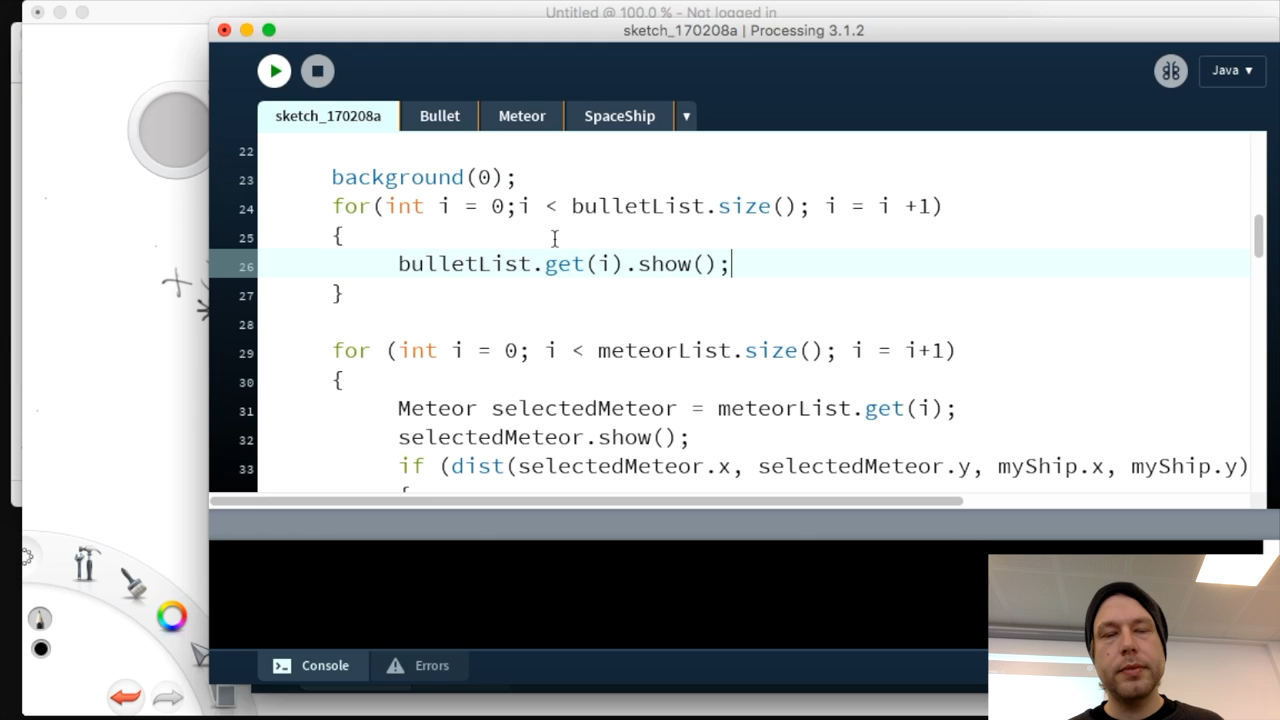 Untitled @ 100.0 % - Not logged in
sketch_170208a | Processing 3.1.2
Java ▾
sketch_170208a Bullet Meteor SpaceShip ▾
22
23 background(0);
24 for(int i = 0;i < bulletList.size(); i = i +1)
25 {
26 bulletList.get(i).show();
27 }
28
29 for (int i = 0; i < meteorList.size(); i = i+1)
30 {
31 Meteor selectedMeteor = meteorList.get(i);
32 selectedMeteor.show();
33 if (dist(selectedMeteor.x, selectedMeteor.y, myShip.x, myShip.y)
{
Console Errors